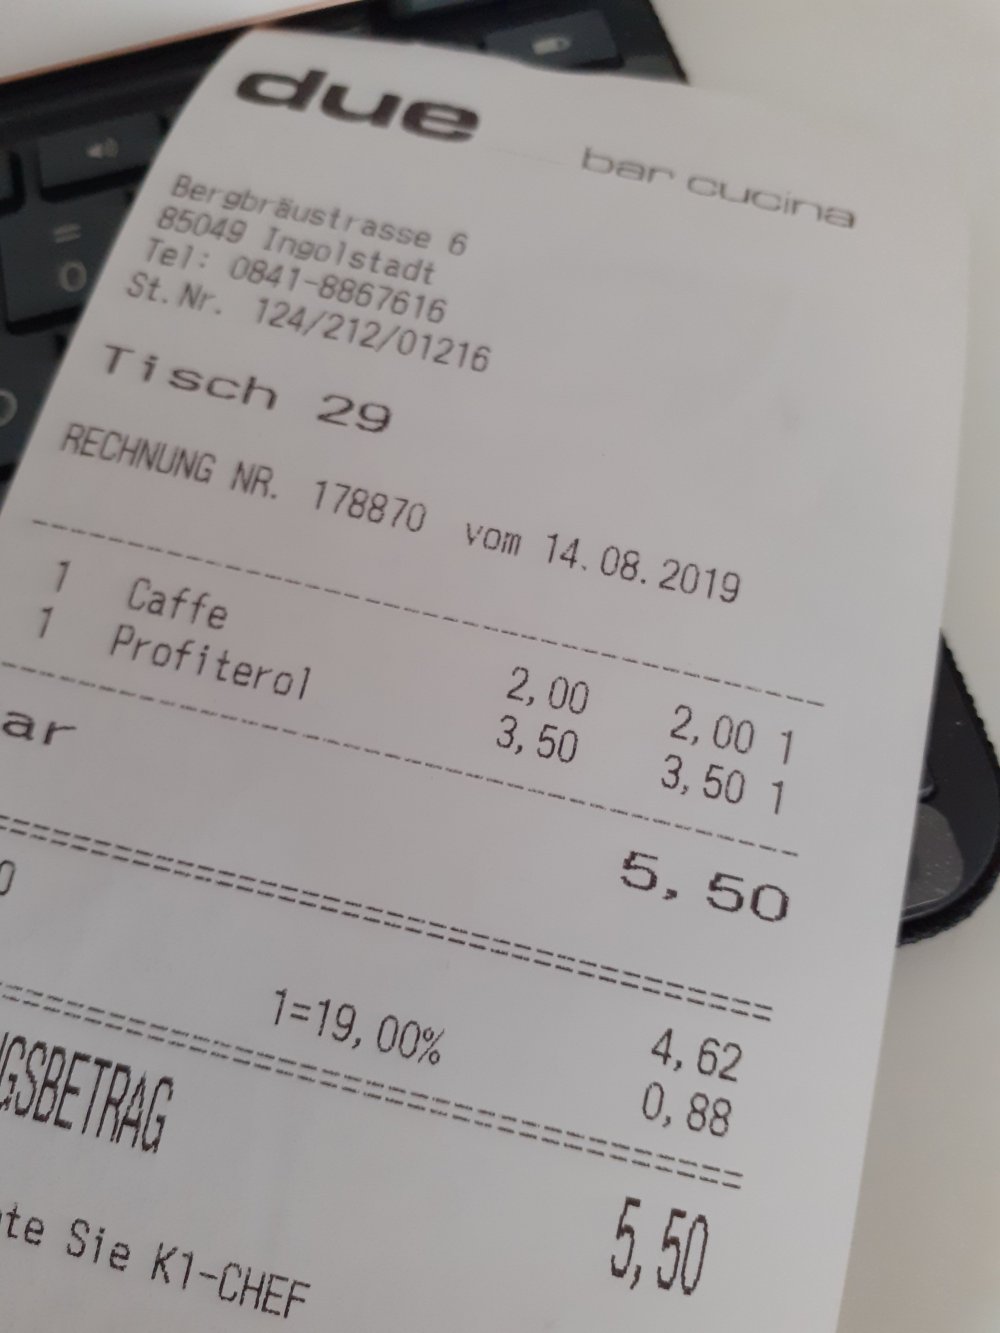 due bar cucina
Bergbräustrasse 6
85049 Ingolstadt
Tel: 0841-8867616
St.Nr. 124/212/01216
Tisch 29
RECHNUNG NR. 178870 vom 14.08.2019
1 Caffe 2,00 2,00 1
1 Profiterol 3,50 3,50 1
ar 5,50
0
1=19,00% 4,62
0,88
GSBETRAG 5,50
te Sie K1-CHEF